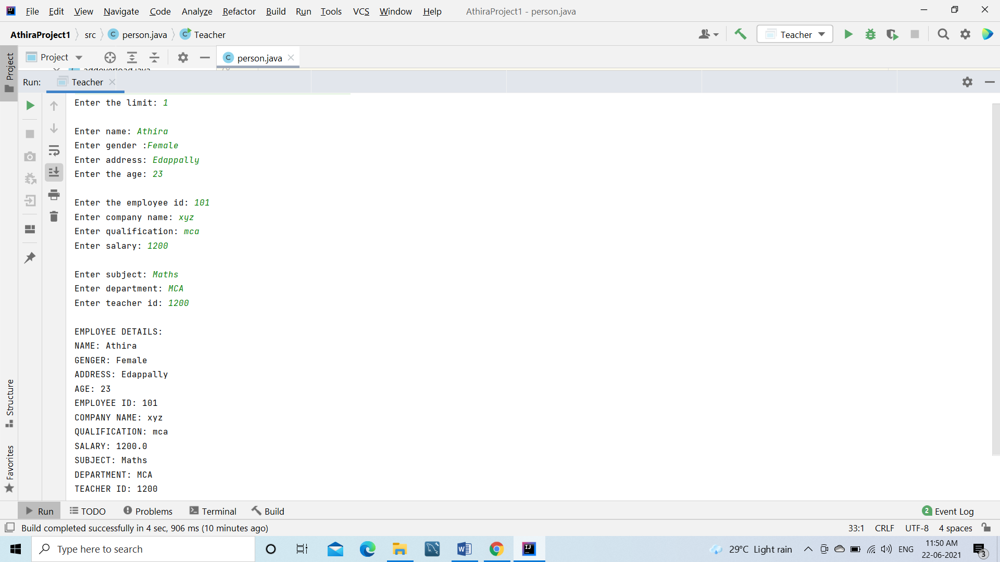 File Edit View Navigate Code Analyze Refactor Build Run Tools VCS Window Help AthiraProject1 - person.java
AthiraProject1 src person.java Teacher Teacher
Project person.java
Project
addoverload.java
Run: Teacher
Enter the limit: 1
Enter name: Athira
Enter gender :Female
Enter address: Edappally
Enter the age: 23
Enter the employee id: 101
Enter company name: xyz
Enter qualification: mca
Enter salary: 1200
Enter subject: Maths
Enter department: MCA
Enter teacher id: 1200
EMPLOYEE DETAILS:
NAME: Athira
GENGER: Female
ADDRESS: Edappally
AGE: 23
EMPLOYEE ID: 101
COMPANY NAME: xyz
QUALIFICATION: mca
SALARY: 1200.0
SUBJECT: Maths
DEPARTMENT: MCA
TEACHER ID: 1200
Structure
Favorites
Run TODO Problems Terminal Build 2 Event Log
Build completed successfully in 4 sec, 906 ms (10 minutes ago) 33:1 CRLF UTF-8 4 spaces
Type here to search 29°C Light rain ENG 11:50 AM
22-06-2021 3